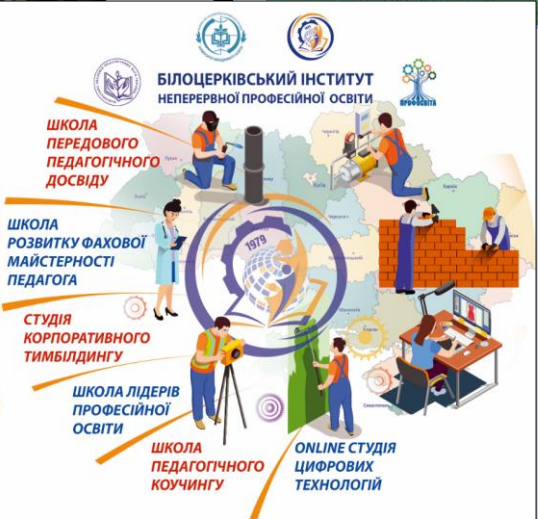 БІЛОЦЕРКІВСЬКИЙ ІНСТИТУТ
НЕПЕРЕРВНОЇ ПРОФЕСІЙНОЇ ОСВІТИ
ПРОФОСВІТА
ШКОЛА
ПЕРЕДОВОГО
ПЕДАГОГІЧНОГО
ДОСВІДУ
ШКОЛА
РОЗВИТКУ ФАХОВОЇ
МАЙСТЕРНОСТІ
ПЕДАГОГА
1979
СТУДІЯ
КОРПОРАТИВНОГО
ТИМБІЛДИНГУ
ШКОЛА ЛІДЕРІВ
ПРОФЕСІЙНОЇ
ОСВІТИ
ШКОЛА
ПЕДАГОГІЧНОГО
КОУЧИНГУ
ONLINE СТУДІЯ
ЦИФРОВИХ
ТЕХНОЛОГІЙ